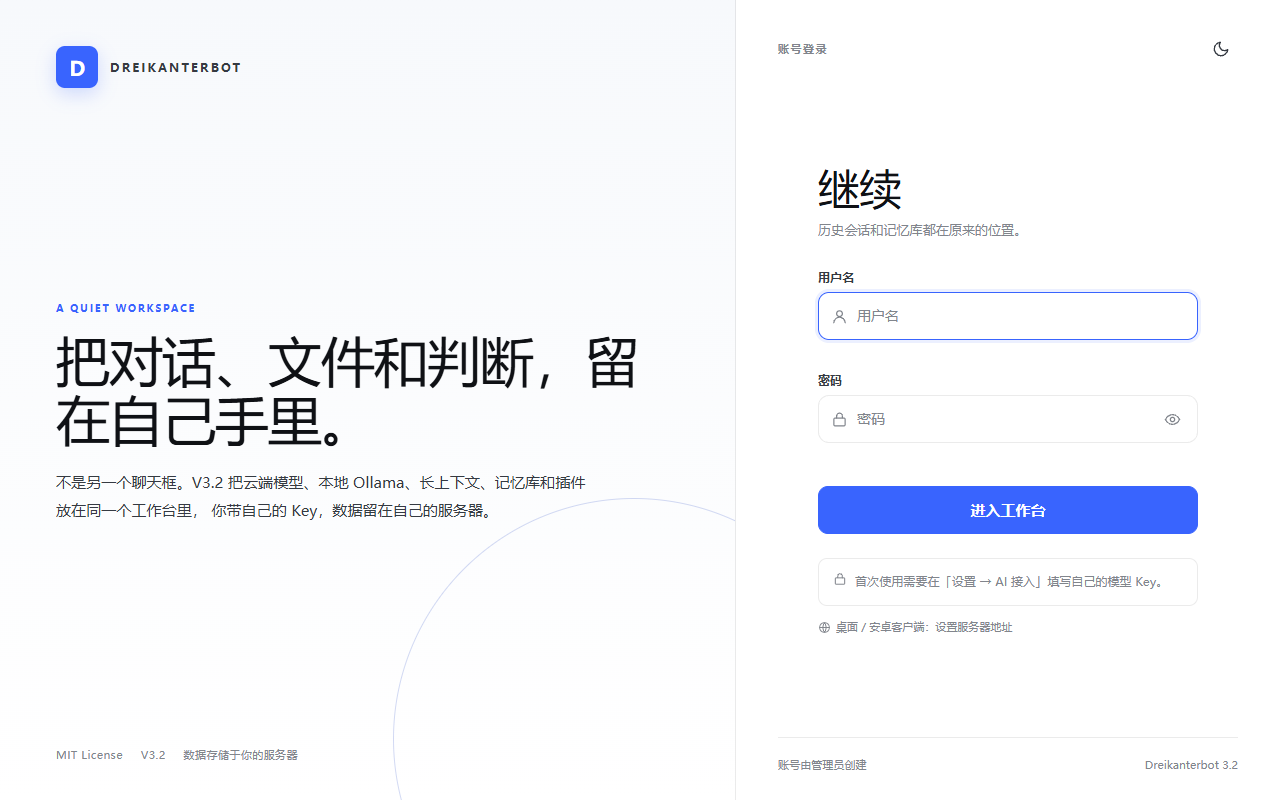 D
DREIKANTERBOT
A QUIET WORKSPACE
把对话、文件和判断，留
在自己手里。
不是另一个聊天框。V3.2 把云端模型、本地 Ollama、长上下文、记忆库和插件
放在同一个工作台里， 你带自己的 Key，数据留在自己的服务器。
MIT License V3.2 数据存储于你的服务器
账号登录
继续
历史会话和记忆库都在原来的位置。
用户名
用户名
密码
密码
进入工作台
首次使用需要在「设置 → AI 接入」填写自己的模型 Key。
桌面 / 安卓客户端：设置服务器地址
账号由管理员创建
Dreikanterbot 3.2